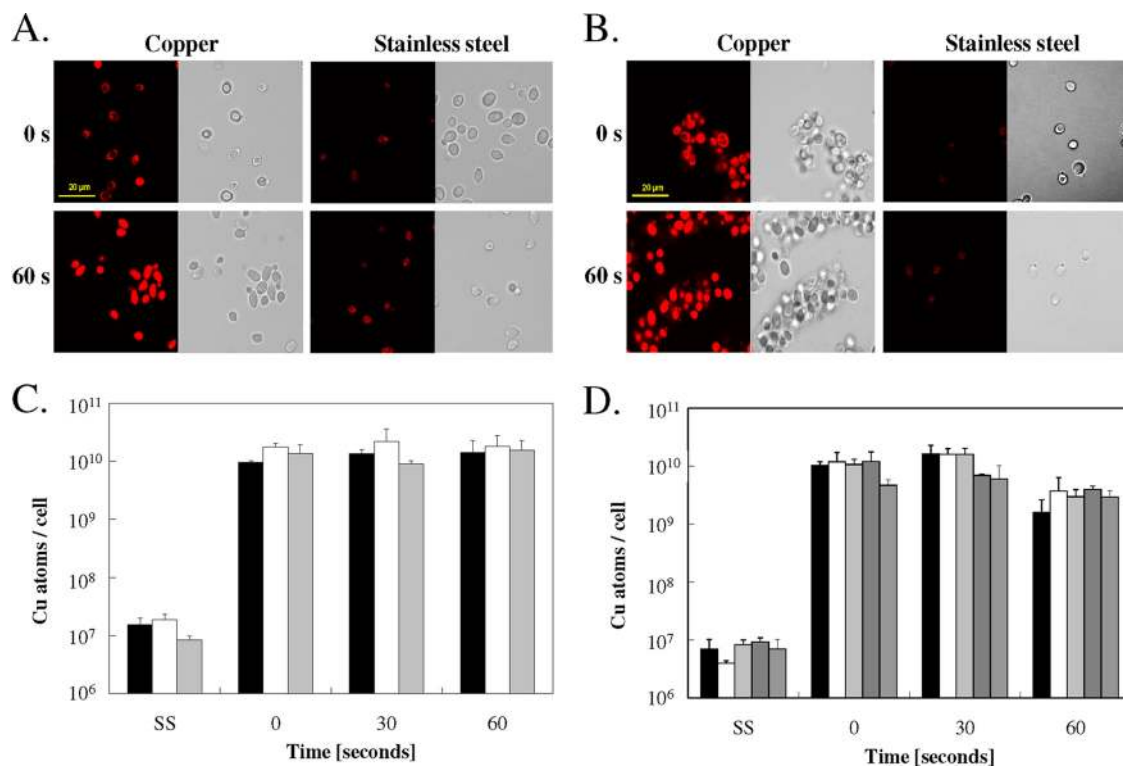 A.
Copper Stainless steel
0 s
20 µm
60 s
B.
Copper Stainless steel
0 s
20 µm
60 s
C.
Cu atoms / cell
10¹¹
10¹⁰
10⁹
10⁸
10⁷
10⁶
SS 0 30 60
Time [seconds]
D.
Cu atoms / cell
10¹¹
10¹⁰
10⁹
10⁸
10⁷
10⁶
SS 0 30 60
Time [seconds]